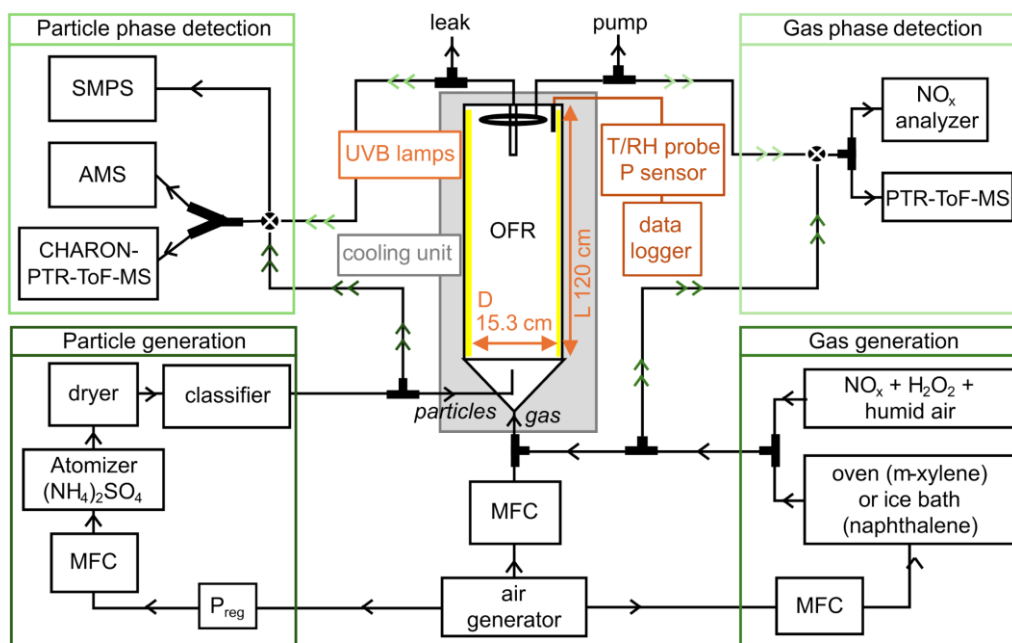 Particle phase detection
SMPS
AMS
CHARON-
PTR-ToF-MS
leak
pump
UVB lamps
cooling unit
OFR
D
15.3 cm
L 120 cm
T/RH probe
P sensor
data
logger
Gas phase detection
NOₓ
analyzer
PTR-ToF-MS
Particle generation
dryer
classifier
Atomizer
(NH₄)₂SO₄
MFC
Preg
particles
gas
MFC
air
generator
Gas generation
NOₓ + H₂O₂ +
humid air
oven (m-xylene)
or ice bath
(naphthalene)
MFC